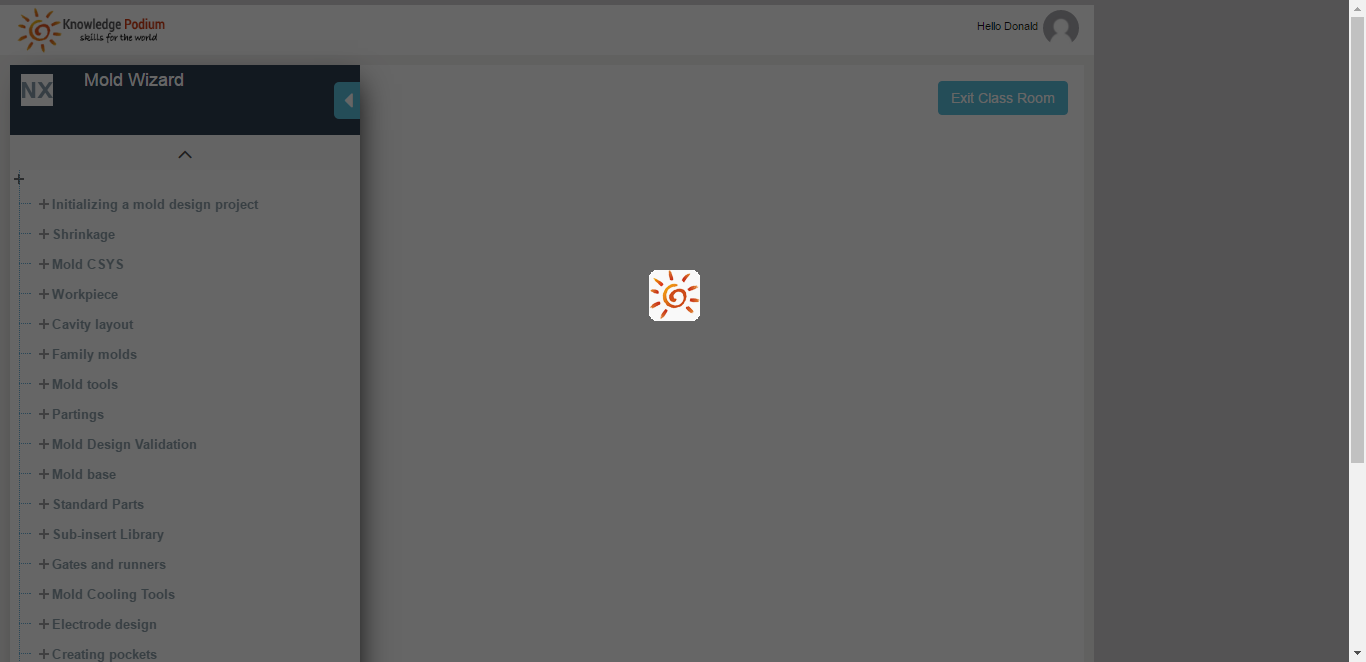 Knowledge Podium
skills for the world
Hello Donald
NX
Mold Wizard
Exit Class Room
Initializing a mold design project
Shrinkage
Mold CSYS
Workpiece
Cavity layout
Family molds
Mold tools
Partings
Mold Design Validation
Mold base
Standard Parts
Sub-insert Library
Gates and runners
Mold Cooling Tools
Electrode design
Creating pockets